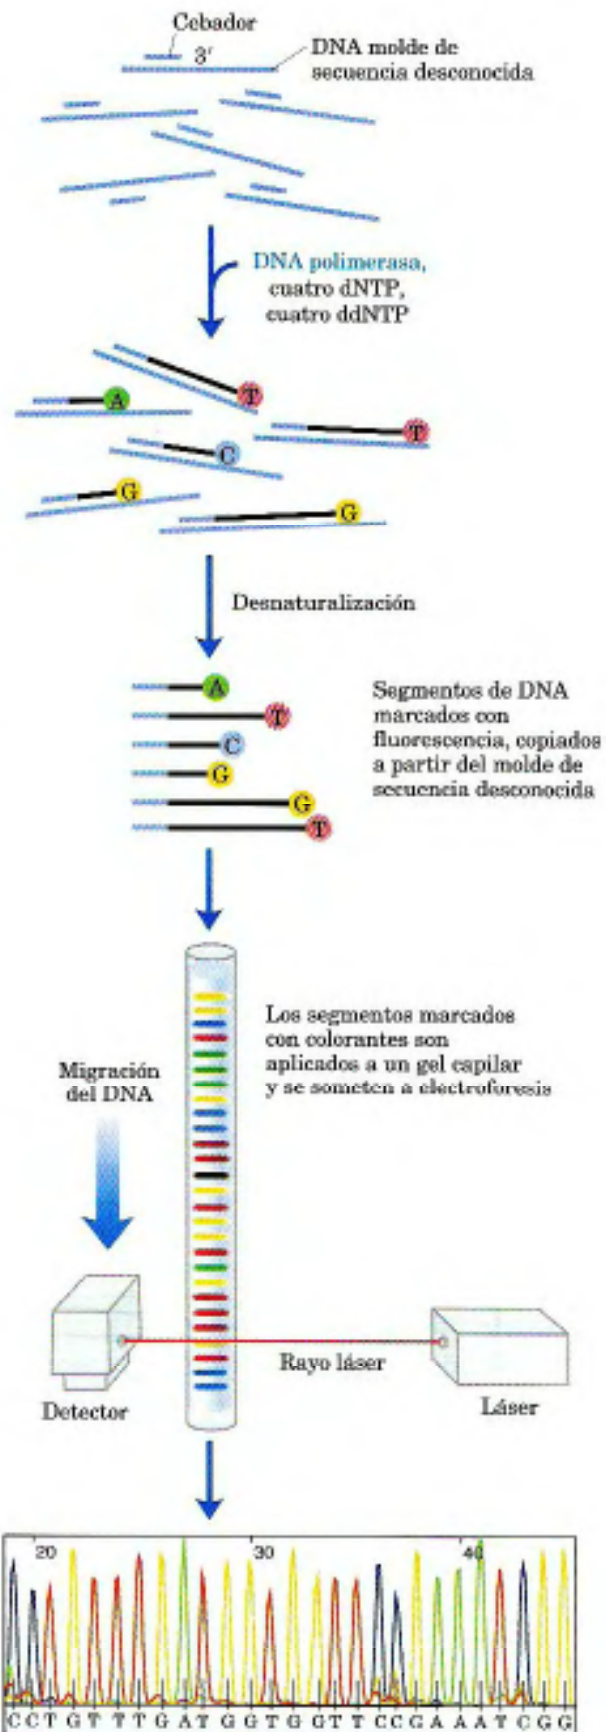 Cebador
3'
DNA molde de
secuencia desconocida
DNA polimerasa,
cuatro dNTP,
cuatro ddNTP
T
A
T
C
G
G
Desnaturalización
A
T
C
G
G
T
Segmentos de DNA
marcados con
fluorescencia, copiados
a partir del molde de
secuencia desconocida
Los segmentos marcados
con colorantes son
aplicados a un gel capilar
y se someten a electroforesis
Migración
del DNA
Rayo láser
Detector
Láser
20 30 40
C C T G T T T G A T G G T G G T T C C G A A A T C G G